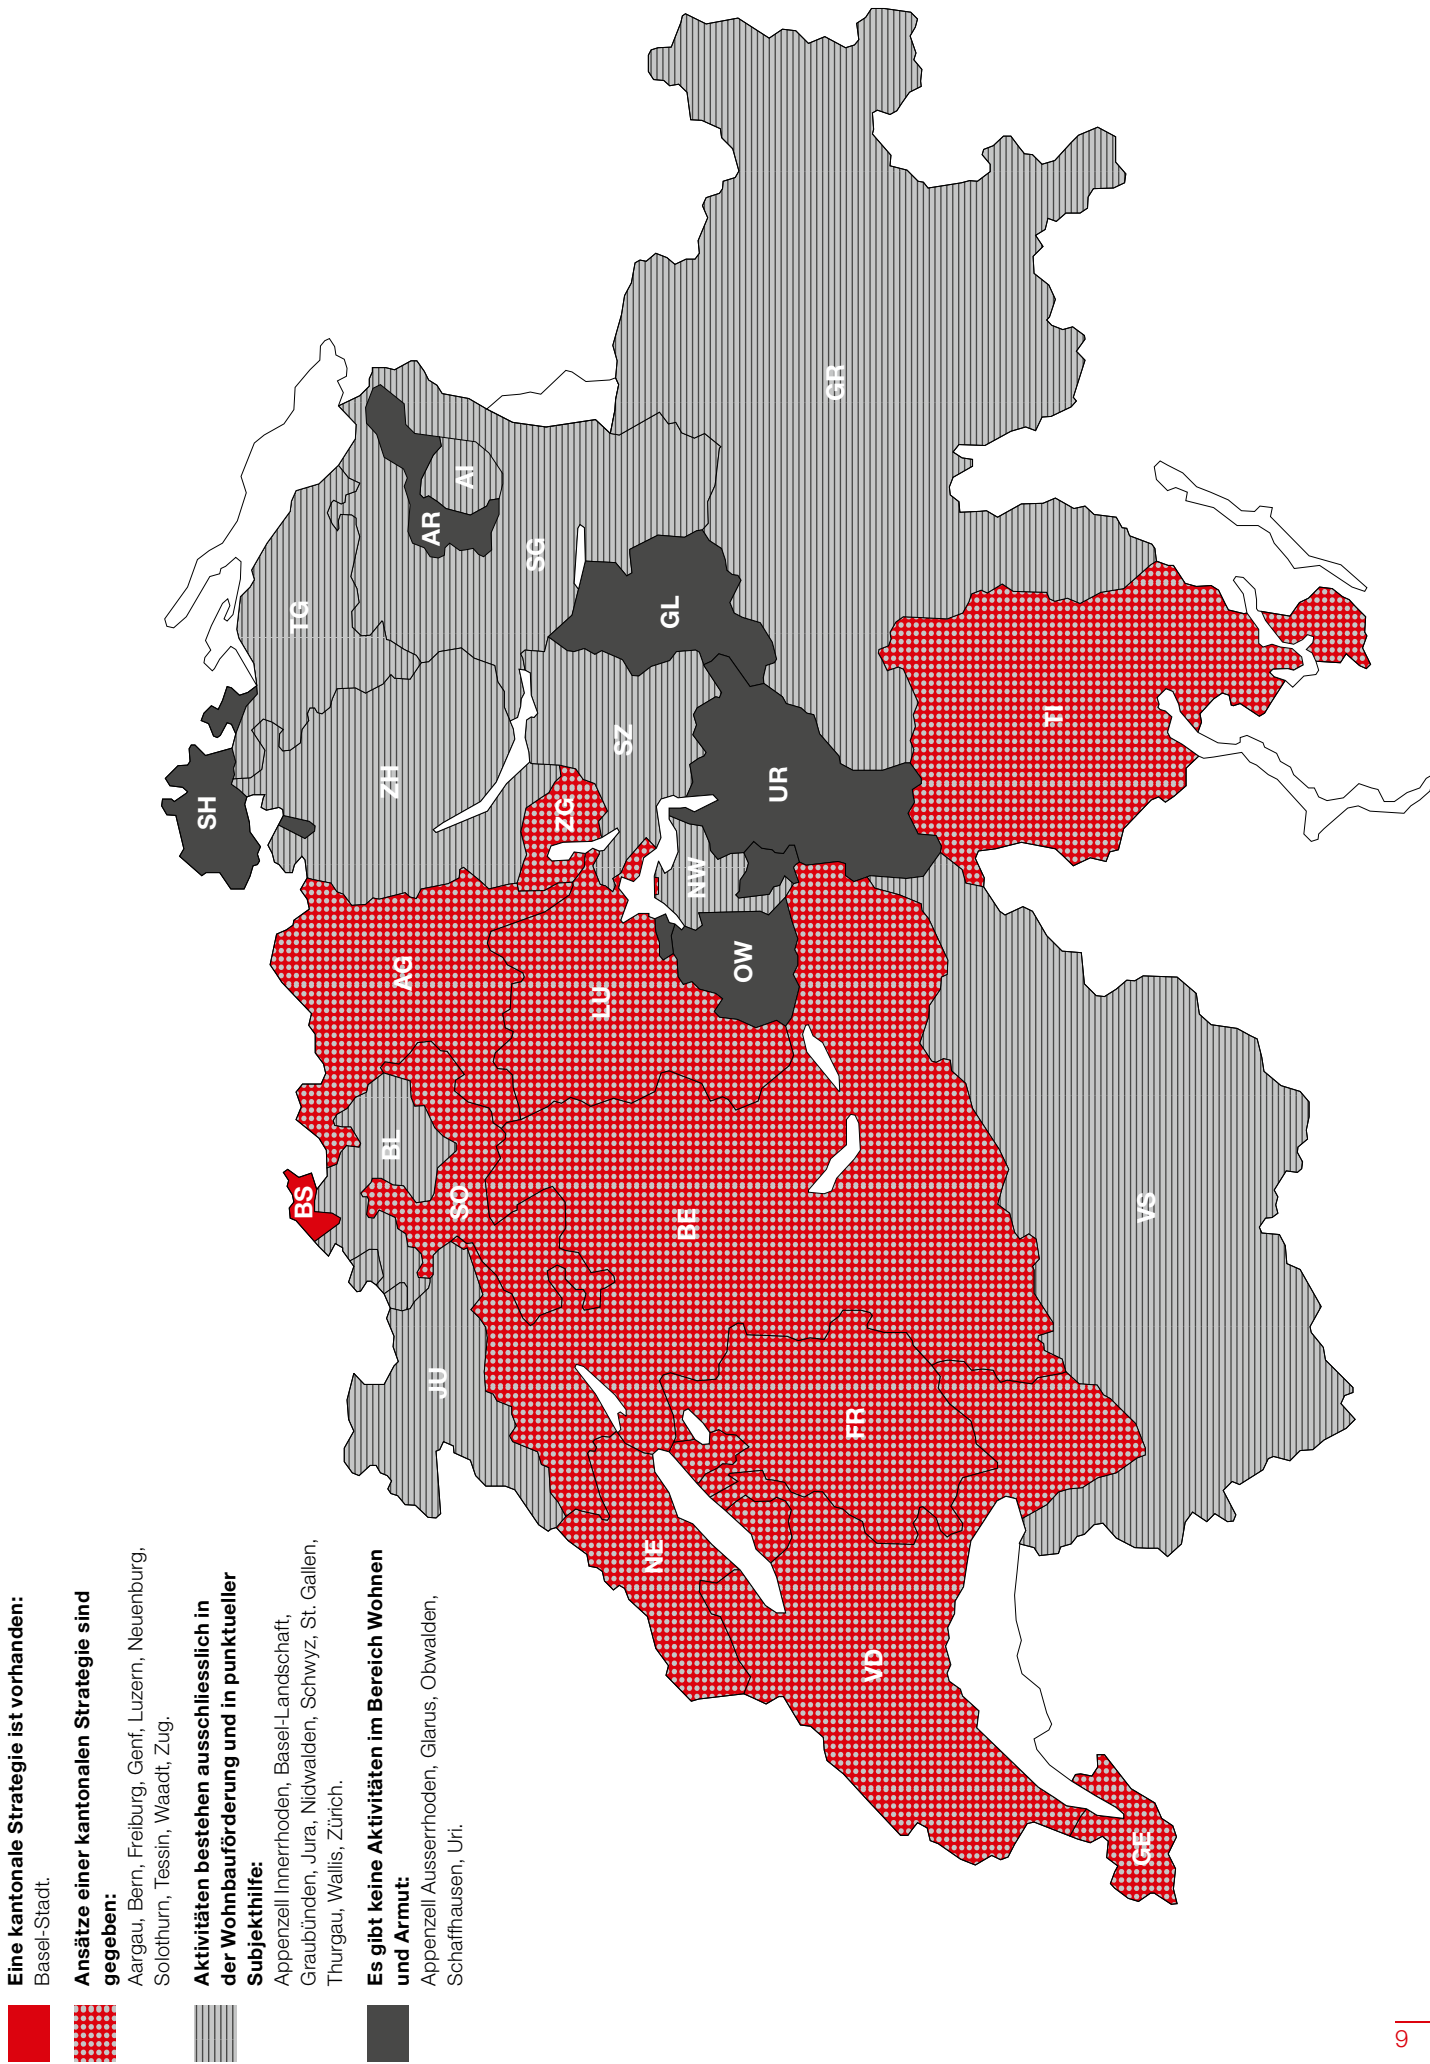 Eine kantonale Strategie ist vorhanden:
Basel-Stadt.
Ansätze einer kantonalen Strategie sind
gegeben:
Aargau, Bern, Freiburg, Genf, Luzern, Neuenburg,
Solothurn, Tessin, Waadt, Zug.
Aktivitäten bestehen ausschliesslich in
der Wohnbauförderung und in punktueller
Subjekthilfe:
Appenzell Innerrhoden, Basel-Landschaft,
Graubünden, Jura, Nidwalden, Schwyz, St. Gallen,
Thurgau, Wallis, Zürich.
Es gibt keine Aktivitäten im Bereich Wohnen
und Armut:
Appenzell Ausserrhoden, Glarus, Obwalden,
Schaffhausen, Uri.
SH
BS
TG
ZH
BL
AG
AR
JU
SO
AI
SG
ZG
LU
SZ
NE
GL
BE
NW
OW
UR
GR
FR
VD
TI
VS
GE
9